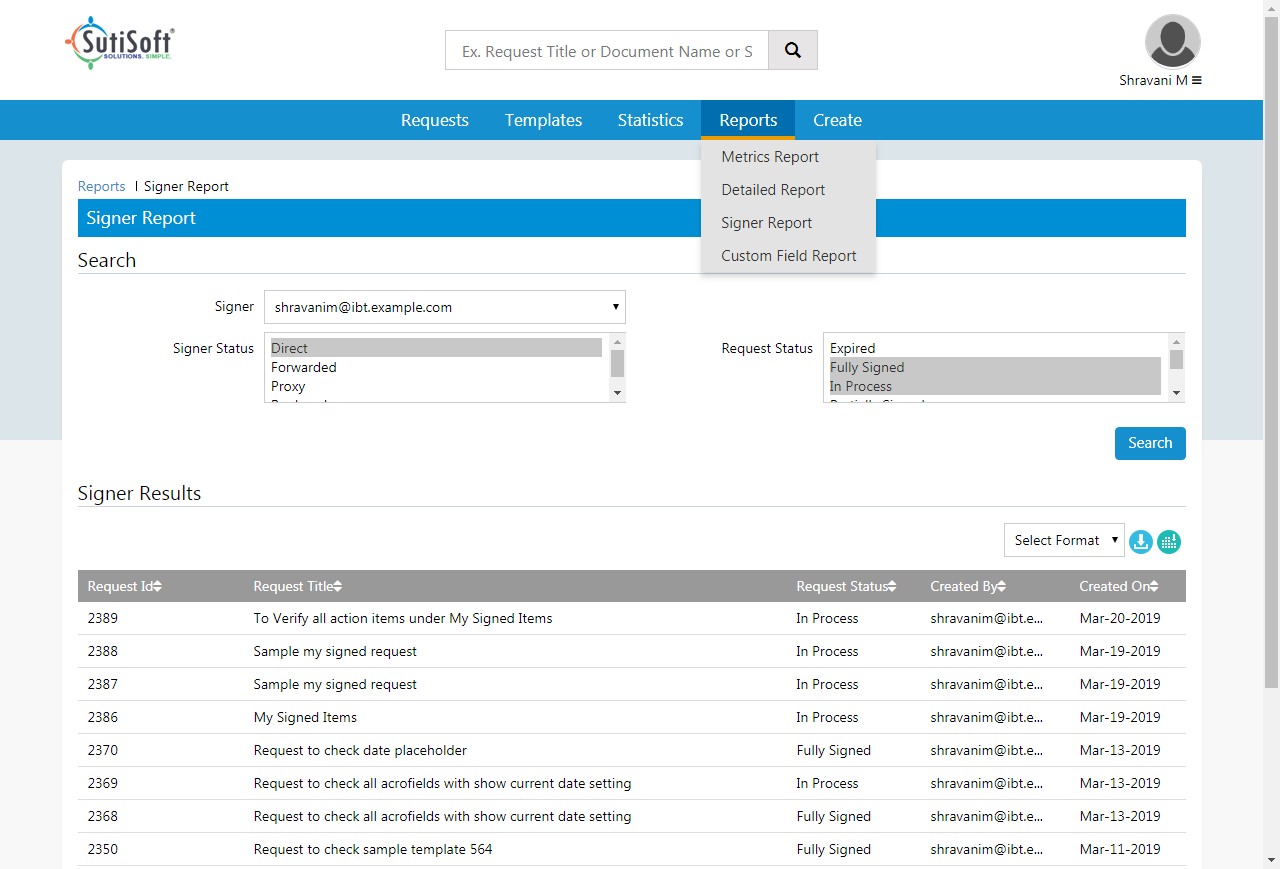 SutiSoft®
SOLUTIONS. SIMPLE.
Ex. Request Title or Document Name or S
Shravani M
Requests Templates Statistics Reports Create
Metrics Report
Detailed Report
Signer Report
Custom Field Report
Reports | Signer Report
Signer Report
Search
Signer shravanim@ibt.example.com
Signer Status Direct
Forwarded
Proxy
Request Status Expired
Fully Signed
In Process
Partially Signed
Search
Signer Results
Select Format
Request Id Request Title Request Status Created By Created On
2389 To Verify all action items under My Signed Items In Process shravanim@ibt.e... Mar-20-2019
2388 Sample my signed request In Process shravanim@ibt.e... Mar-19-2019
2387 Sample my signed request In Process shravanim@ibt.e... Mar-19-2019
2386 My Signed Items In Process shravanim@ibt.e... Mar-19-2019
2370 Request to check date placeholder Fully Signed shravanim@ibt.e... Mar-13-2019
2369 Request to check all acrofields with show current date setting In Process shravanim@ibt.e... Mar-13-2019
2368 Request to check all acrofields with show current date setting Fully Signed shravanim@ibt.e... Mar-13-2019
2350 Request to check sample template 564 Fully Signed shravanim@ibt.e... Mar-11-2019